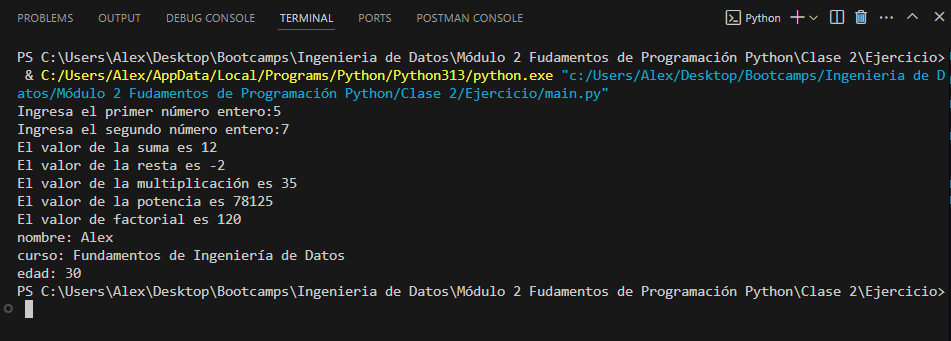 PROBLEMS OUTPUT DEBUG CONSOLE TERMINAL PORTS POSTMAN CONSOLE Python
PS C:\Users\Alex\Desktop\Bootcamps\Ingenieria de Datos\Módulo 2 Fudamentos de Programación Python\Clase 2\Ejercicio>
& C:/Users/Alex/AppData/Local/Programs/Python/Python313/python.exe "c:/Users/Alex/Desktop/Bootcamps/Ingenieria de D
atos/Módulo 2 Fudamentos de Programación Python/Clase 2/Ejercicio/main.py"
Ingresa el primer número entero:5
Ingresa el segundo número entero:7
El valor de la suma es 12
El valor de la resta es -2
El valor de la multiplicación es 35
El valor de la potencia es 78125
El valor de factorial es 120
nombre: Alex
curso: Fundamentos de Ingeniería de Datos
edad: 30
PS C:\Users\Alex\Desktop\Bootcamps\Ingenieria de Datos\Módulo 2 Fudamentos de Programación Python\Clase 2\Ejercicio>